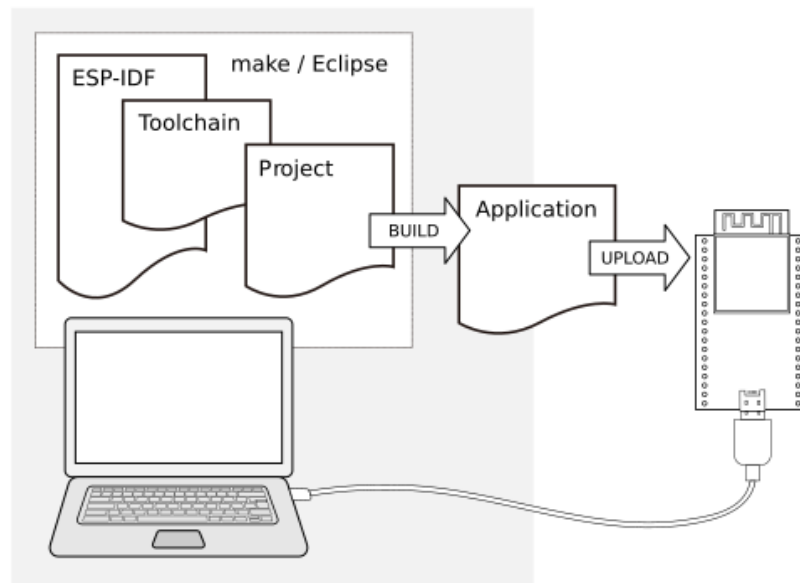 ESP-IDF
make / Eclipse
Toolchain
Project
BUILD
Application
UPLOAD